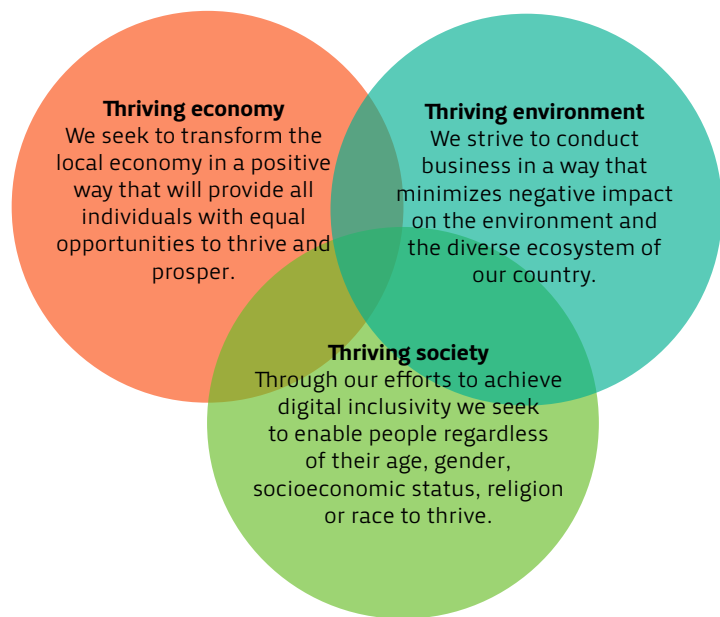 Thriving economy
We seek to transform the
local economy in a positive
way that will provide all
individuals with equal
opportunities to thrive and
prosper.
Thriving environment
We strive to conduct
business in a way that
minimizes negative impact
on the environment and
the diverse ecosystem of
our country.
Thriving society
Through our efforts to achieve
digital inclusivity we seek
to enable people regardless
of their age, gender,
socioeconomic status, religion
or race to thrive.